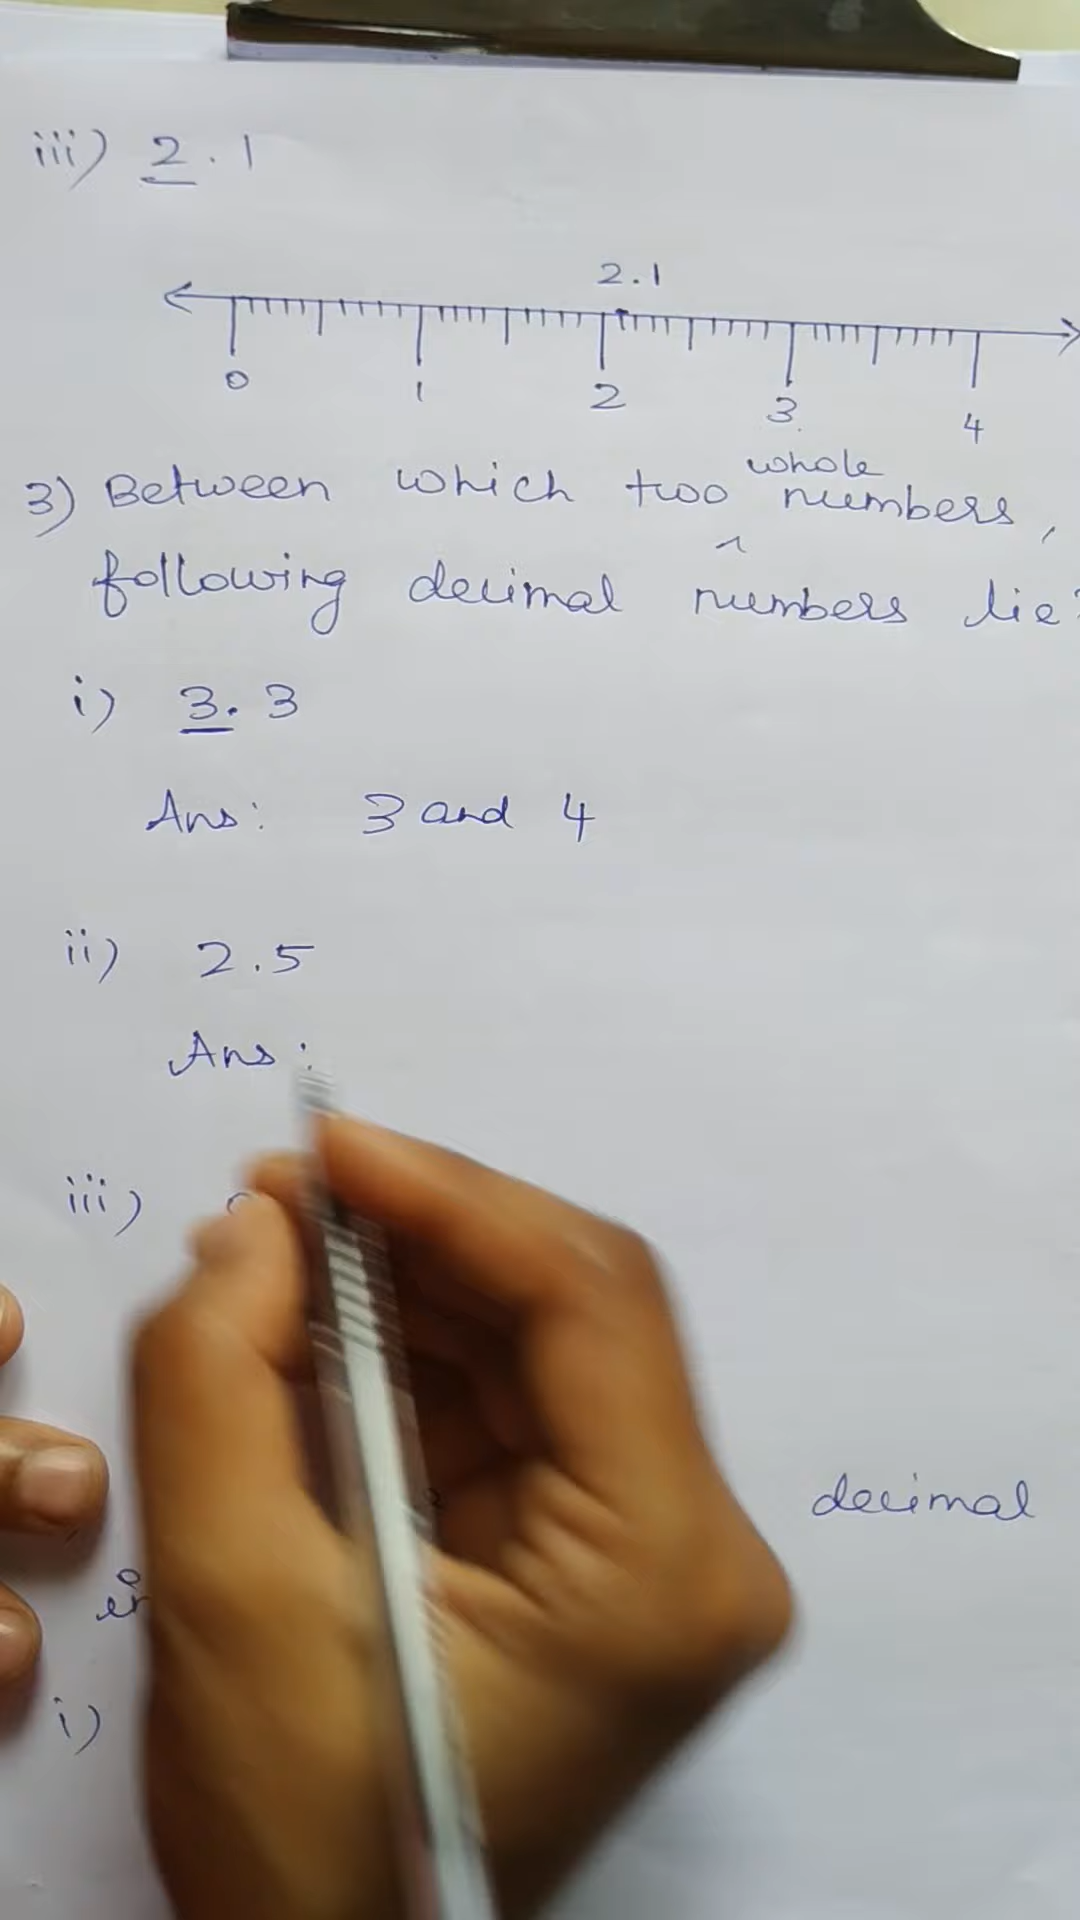 iii) 2.1
2.1
0 1 2 3 4
3) Between which two whole numbers,
following decimal numbers lie?
i) 3.3
Ans: 3 and 4
ii) 2.5
Ans:
iii)
decimal
i)